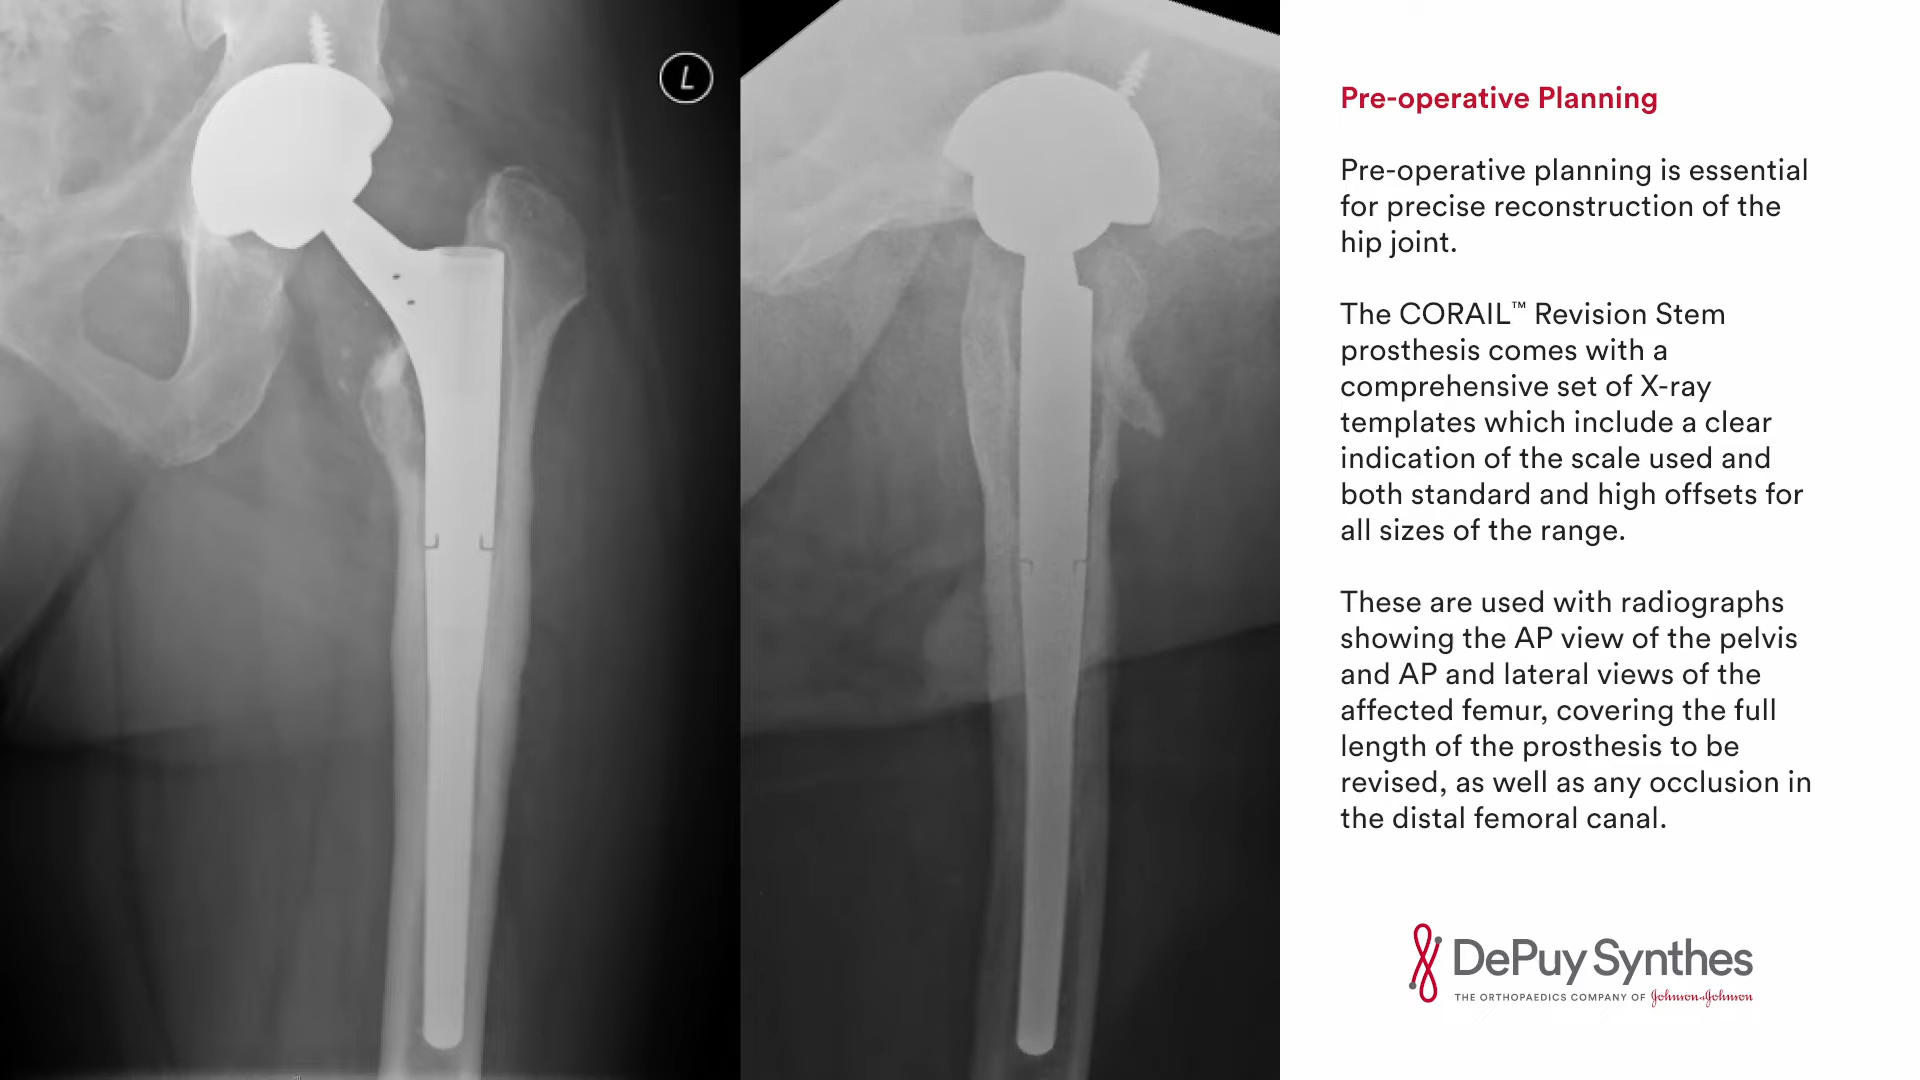 L
Pre-operative Planning
Pre-operative planning is essential
for precise reconstruction of the
hip joint.
The CORAIL™ Revision Stem
prosthesis comes with a
comprehensive set of X-ray
templates which include a clear
indication of the scale used and
both standard and high offsets for
all sizes of the range.
These are used with radiographs
showing the AP view of the pelvis
and AP and lateral views of the
affected femur, covering the full
length of the prosthesis to be
revised, as well as any occlusion in
the distal femoral canal.
DePuy Synthes
THE ORTHOPAEDICS COMPANY OF Johnson & Johnson